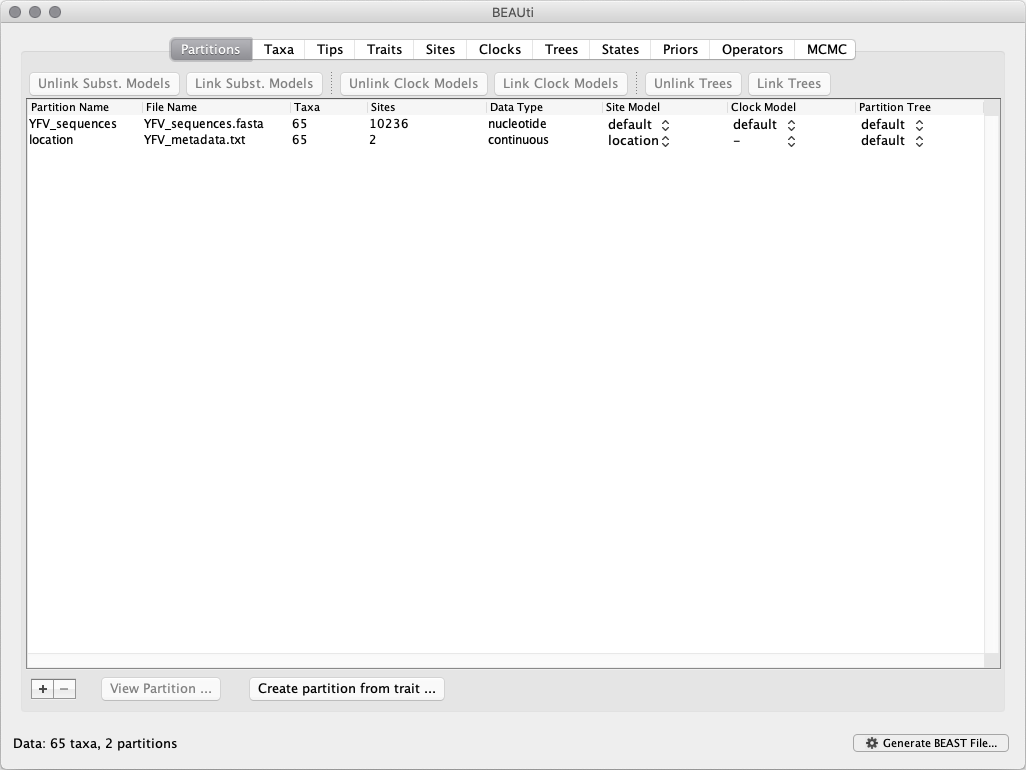 BEAUti
Partitions Taxa Tips Traits Sites Clocks Trees States Priors Operators MCMC
Unlink Subst. Models Link Subst. Models Unlink Clock Models Link Clock Models Unlink Trees Link Trees
Partition Name File Name Taxa Sites Data Type Site Model Clock Model Partition Tree
YFV_sequences YFV_sequences.fasta 65 10236 nucleotide default default default
location YFV_metadata.txt 65 2 continuous location - default
+ − View Partition ... Create partition from trait ...
Data: 65 taxa, 2 partitions Generate BEAST File...